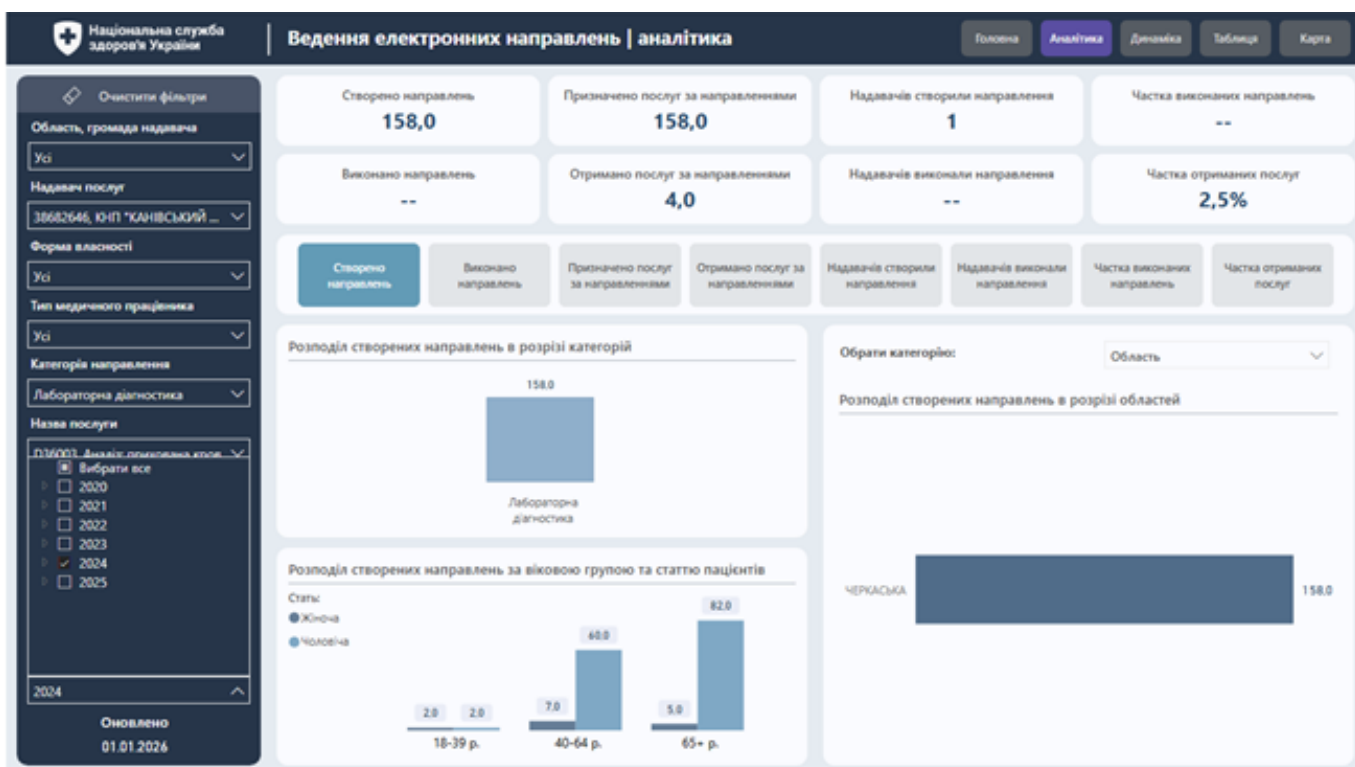 Національна служба
здоров'я України
Ведення електронних направлень | аналітика
Головна
Аналітика
Динаміка
Таблиця
Карта
Очистити фільтри
Область, громада надавача
Усі
Надавач послуг
38682646, КНП "КАНІВСЬКИЙ ...
Форма власності
Усі
Тип медичного працівника
Усі
Категорія направлення
Лабораторна діагностика
Назва послуги
D36003, Аналіз; прихована кров
Вибрати все
2020
2021
2022
2023
2024
2025
2024
Оновлено
01.01.2026
Створено направлень
158,0
Призначено послуг за направленнями
158,0
Надавачів створили направлення
1
Частка виконаних направлень
--
Виконано направлень
--
Отримано послуг за направленнями
4,0
Надавачів виконали направлення
--
Частка отриманих послуг
2,5%
Створено
направлень
Виконано
направлень
Призначено послуг
за направленнями
Отримано послуг за
направленнями
Надавачів створили
направлення
Надавачів виконали
направлення
Частка виконаних
направлень
Частка отриманих
послуг
Розподіл створених направлень в розрізі категорій
158.0
Лабораторна
діагностика
Розподіл створених направлень за віковою групою та статтю пацієнтів
Стать:
Жіноча
Чоловіча
2.0
2.0
7.0
60.0
5.0
82.0
18-39 р.
40-64 р.
65+ р.
Обрати категорію:
Область
Розподіл створених направлень в розрізі областей
ЧЕРКАСЬКА
158.0